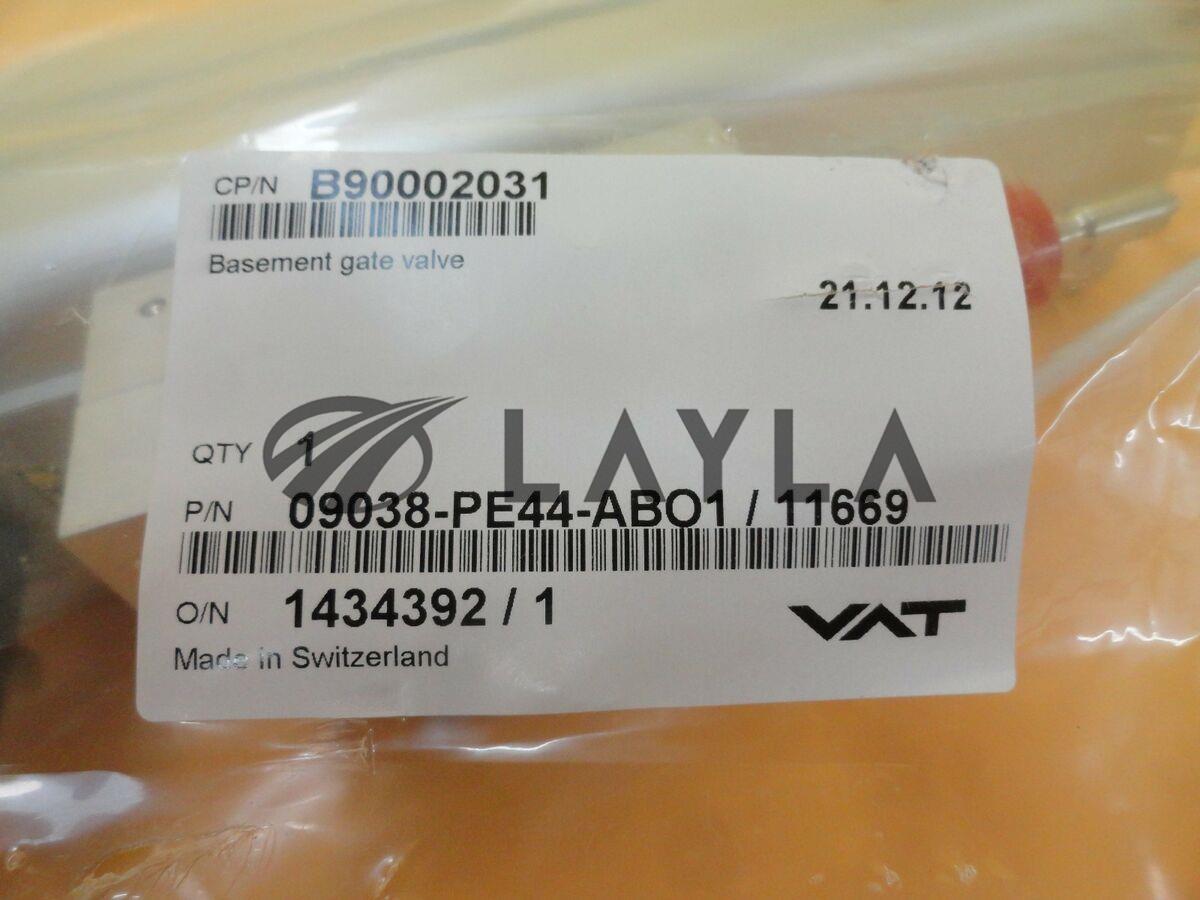 CP/N B90002031
Basement gate valve
21.12.12
LAYLA
QTY 1
P/N 09038-PE44-ABO1 / 11669
O/N 1434392 / 1
VAT
Made in Switzerland